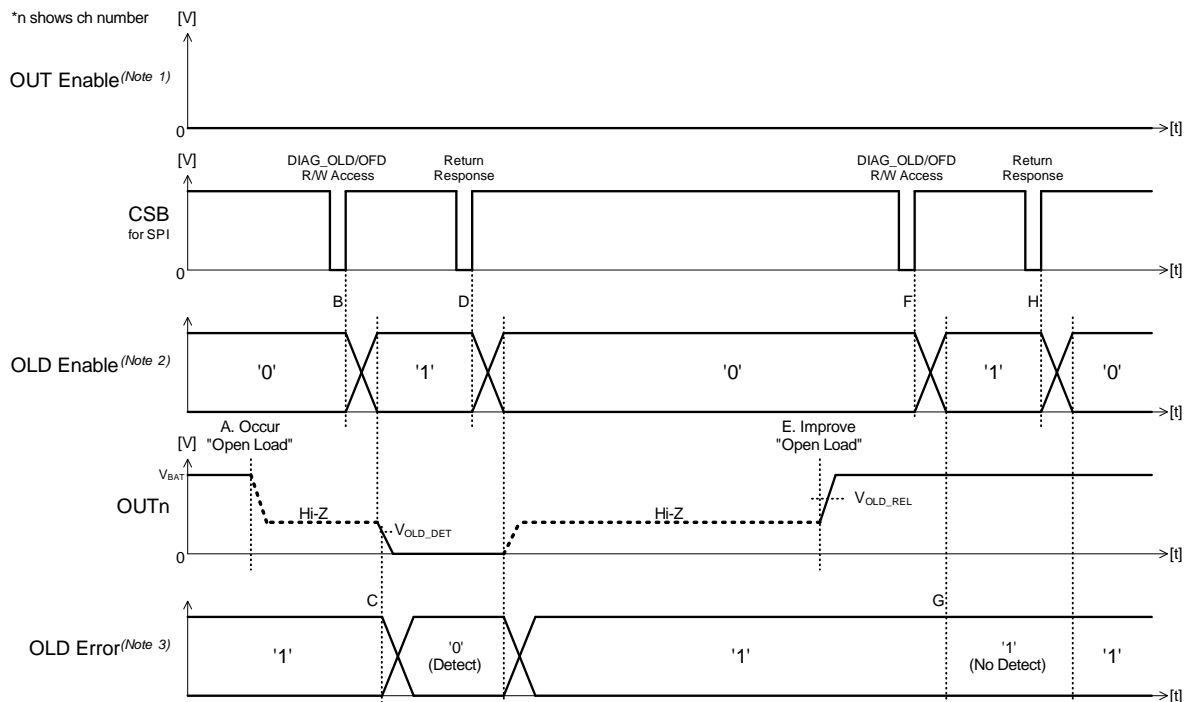 *n shows ch number
[V]
OUT Enable(Note 1)
0
[t]
[V]
DIAG_OLD/OFD
R/W Access
Return
Response
DIAG_OLD/OFD
R/W Access
Return
Response
CSB
for SPI
0
[t]
B
D
F
H
OLD Enable(Note 2)
'0'
'1'
'0'
'1'
'0'
[t]
A. Occur
"Open Load"
E. Improve
"Open Load"
[V]
VBAT
OUTn
Hi-Z
VOLD_DET
Hi-Z
VOLD_REL
0
[t]
C
G
OLD Error(Note 3)
'1'
'0'
(Detect)
'1'
'1'
(No Detect)
'1'
[t]